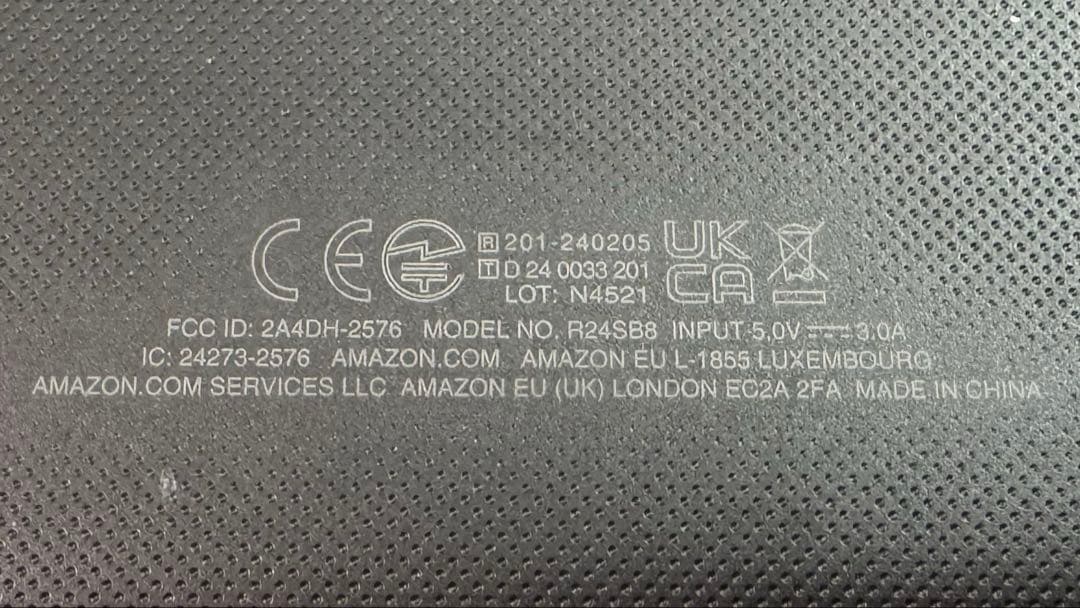 CE R 201-240205 UK
T D 24 0033 201 CA
LOT: N4521
FCC ID: 2A4DH-2576 MODEL NO. R24SB8 INPUT 5,0V 3.0A
IC: 24273-2576 AMAZON.COM AMAZON EU L-1855 LUXEMBOURG
AMAZON.COM SERVICES LLC AMAZON EU (UK) LONDON EC2A 2FA MADE IN CHINA